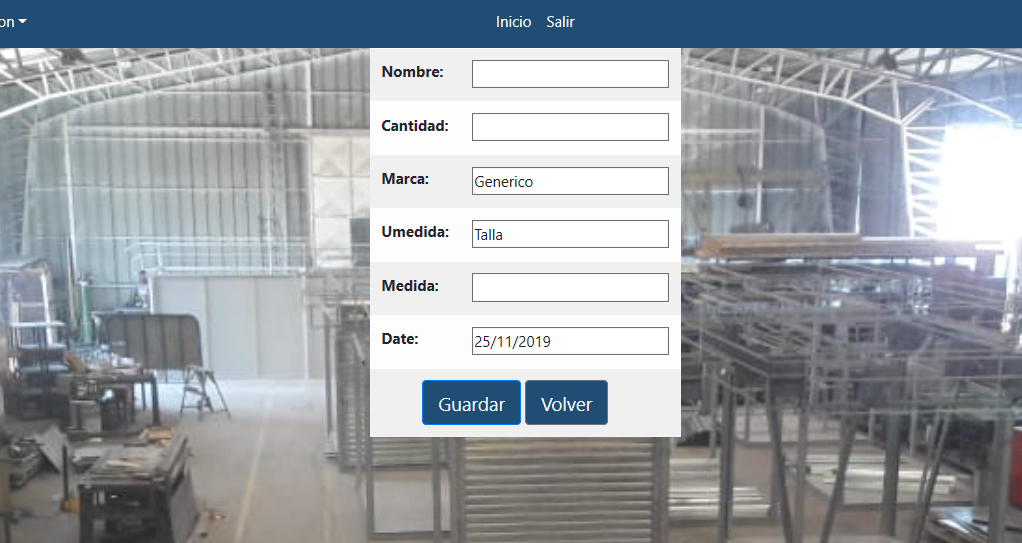 on
Inicio Salir
Nombre:
Cantidad:
Marca: Generico
Umedida: Talla
Medida:
Date: 25/11/2019
Guardar Volver